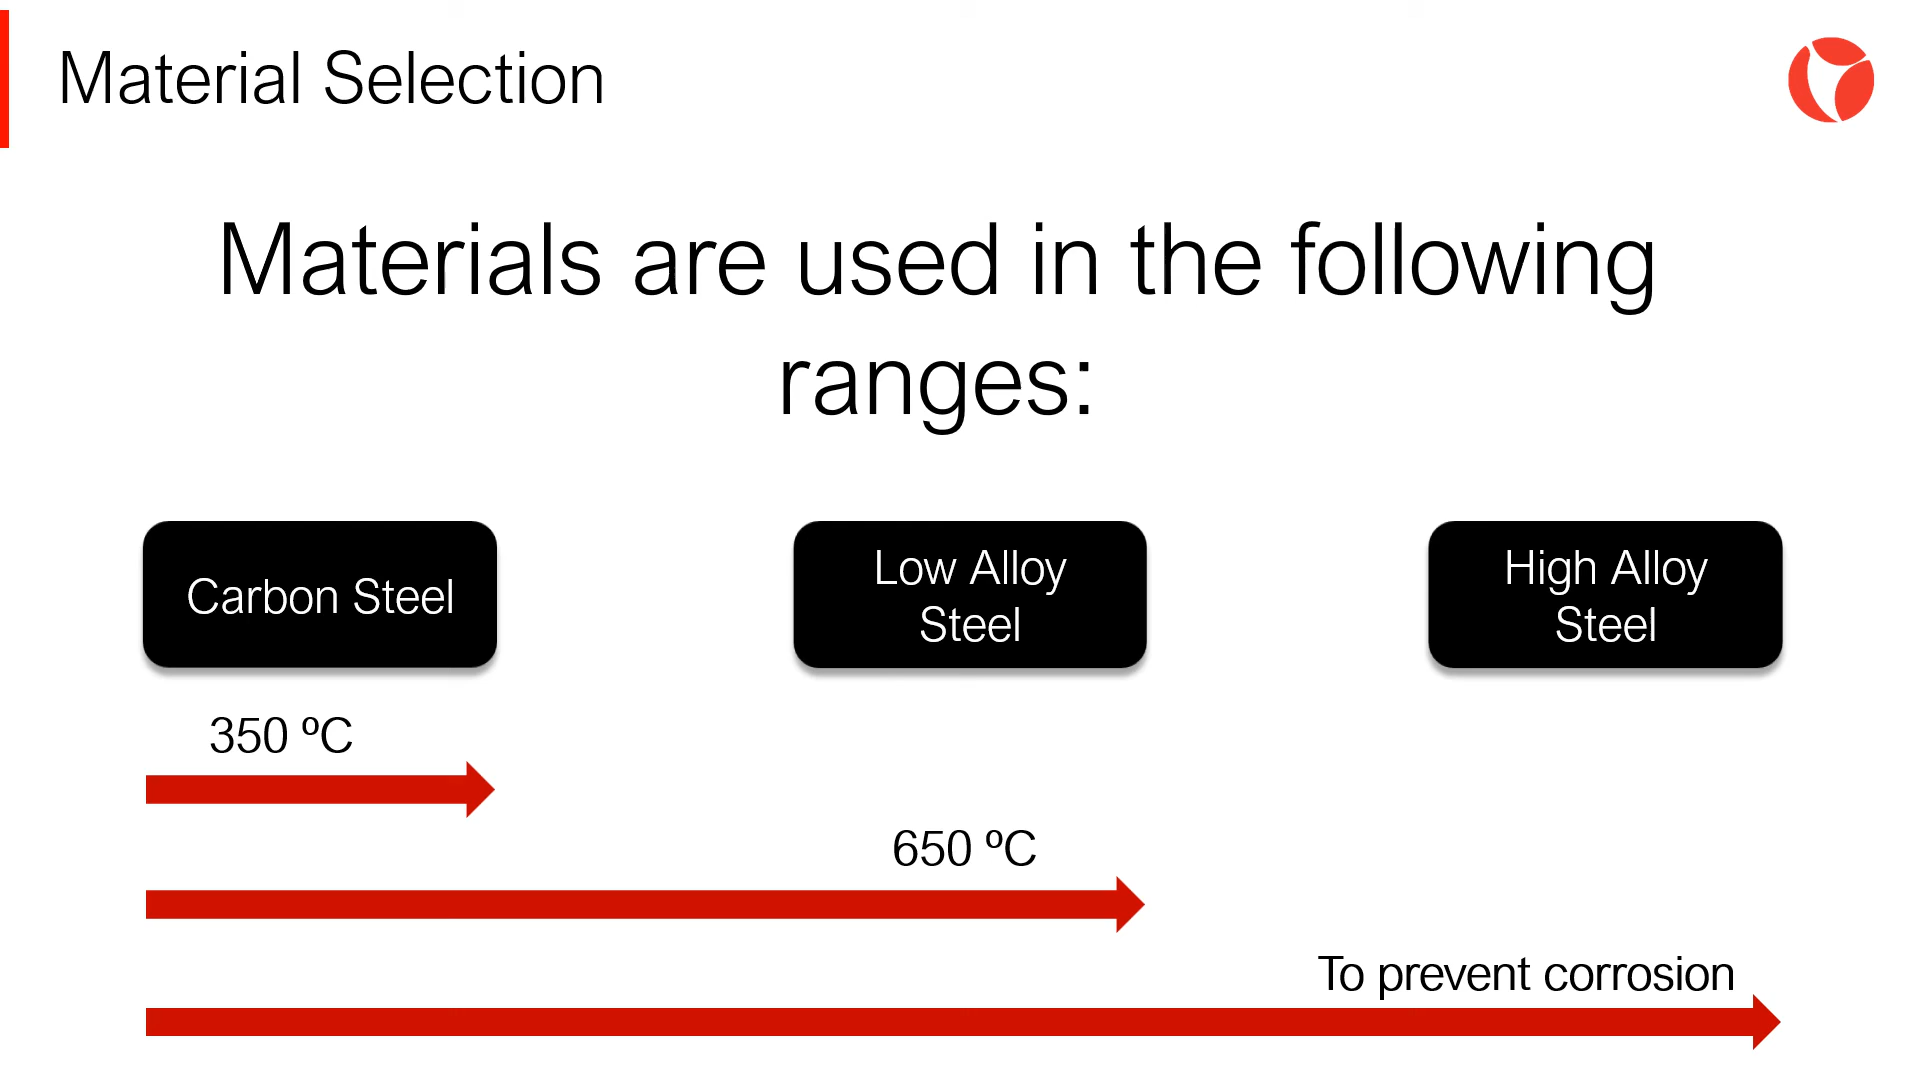 Material Selection
Materials are used in the following
ranges:
Carbon Steel
Low Alloy
Steel
High Alloy
Steel
350 ºC
650 ºC
To prevent corrosion